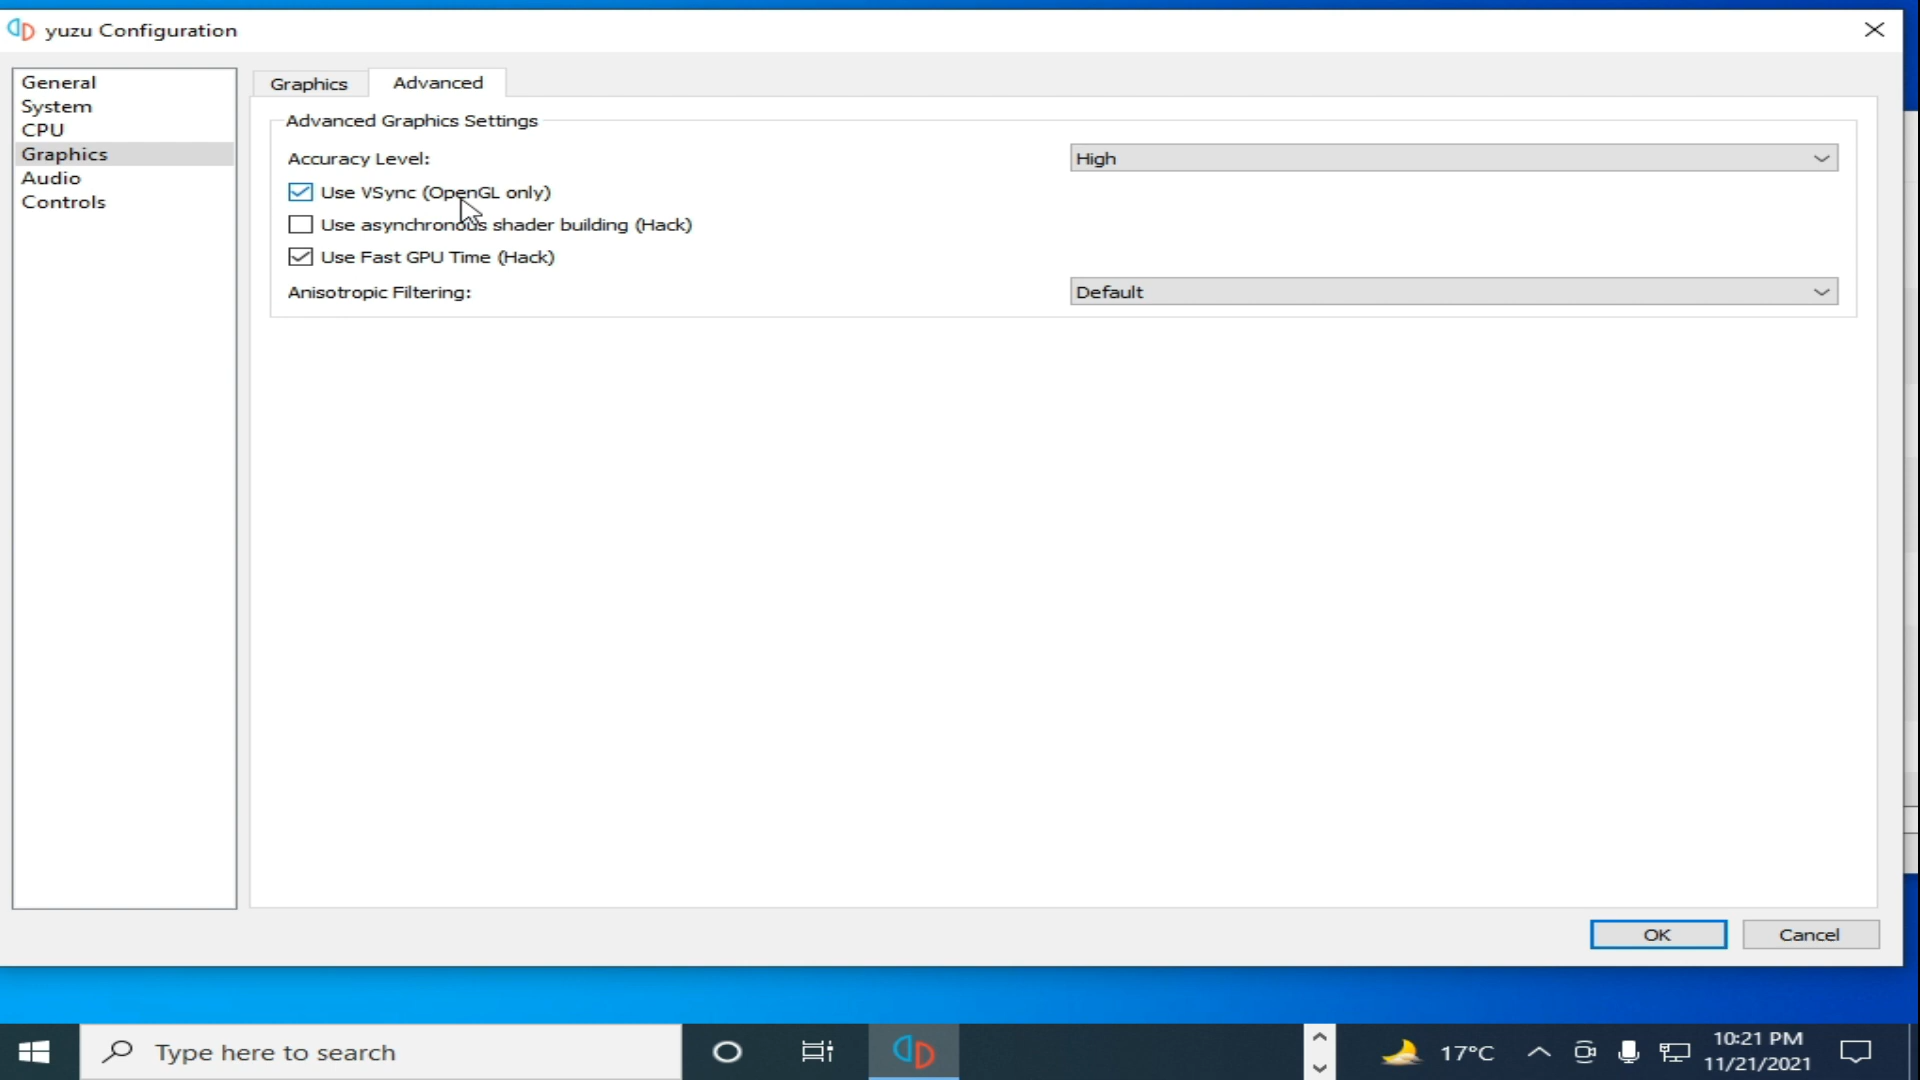 yuzu Configuration
General
System
CPU
Graphics
Audio
Controls
Graphics
Advanced
Advanced Graphics Settings
Accuracy Level:
High
Use VSync (OpenGL only)
Use asynchronous shader building (Hack)
Use Fast GPU Time (Hack)
Anisotropic Filtering:
Default
OK
Cancel
Type here to search
17°C
10:21 PM
11/21/2021